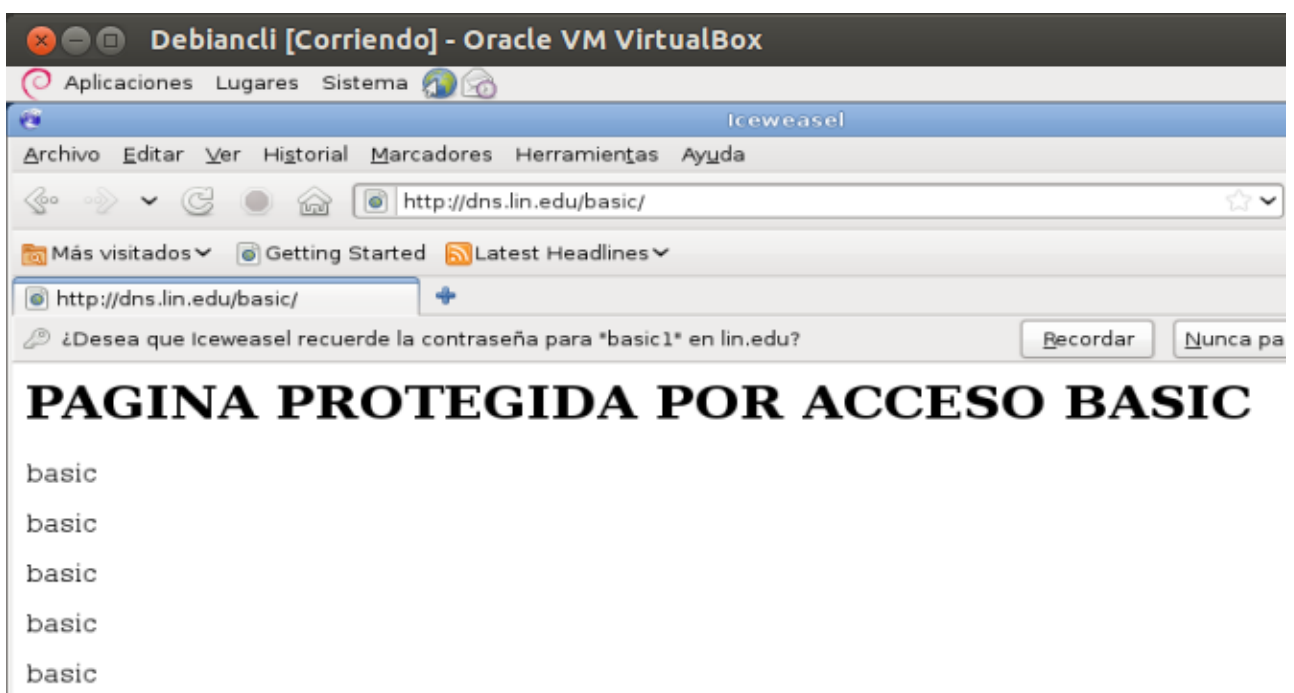 Debiancli [Corriendo] - Oracle VM VirtualBox
Aplicaciones Lugares Sistema
Iceweasel
Archivo Editar Ver Historial Marcadores Herramientas Ayuda
http://dns.lin.edu/basic/
Más visitados Getting Started Latest Headlines
http://dns.lin.edu/basic/
¿Desea que Iceweasel recuerde la contraseña para "basic1" en lin.edu? Recordar Nunca pa
PAGINA PROTEGIDA POR ACCESO BASIC
basic
basic
basic
basic
basic